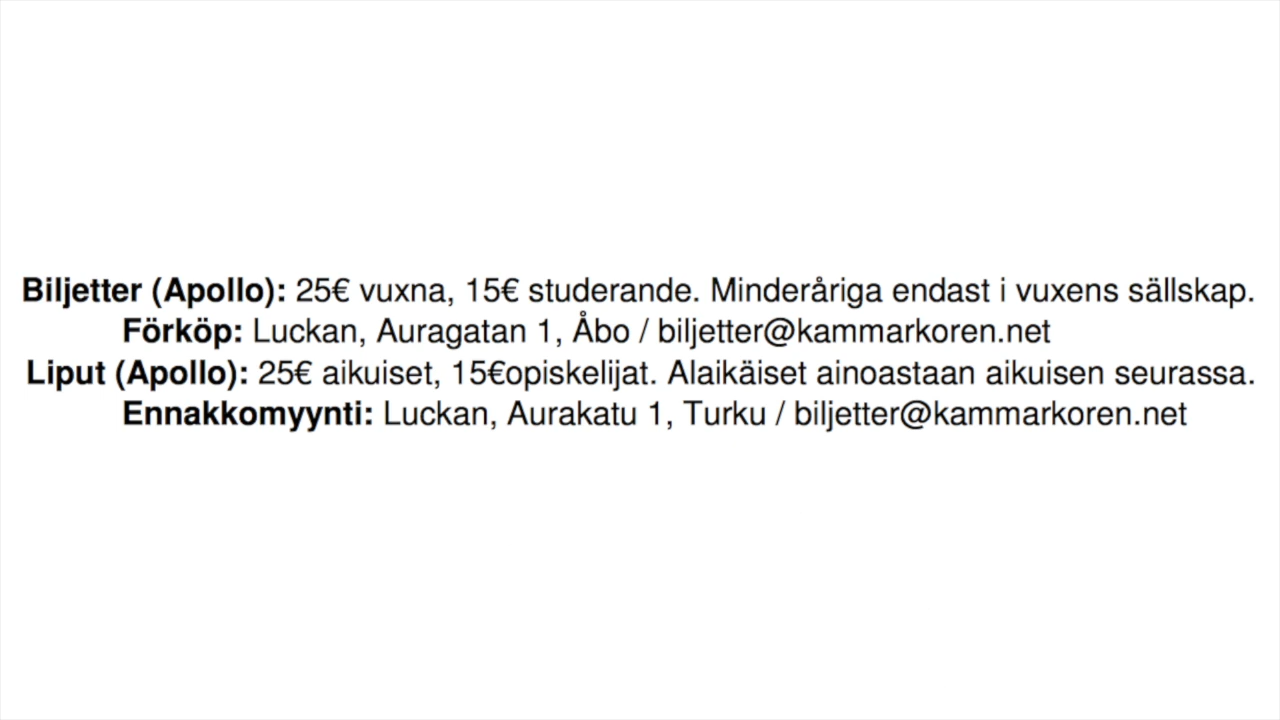 Biljetter (Apollo): 25€ vuxna, 15€ studerande. Minderåriga endast i vuxens sällskap.
Förköp: Luckan, Auragatan 1, Åbo / biljetter@kammarkoren.net
Liput (Apollo): 25€ aikuiset, 15€opiskelijat. Alaikäiset ainoastaan aikuisen seurassa.
Ennakkomyynti: Luckan, Aurakatu 1, Turku / biljetter@kammarkoren.net